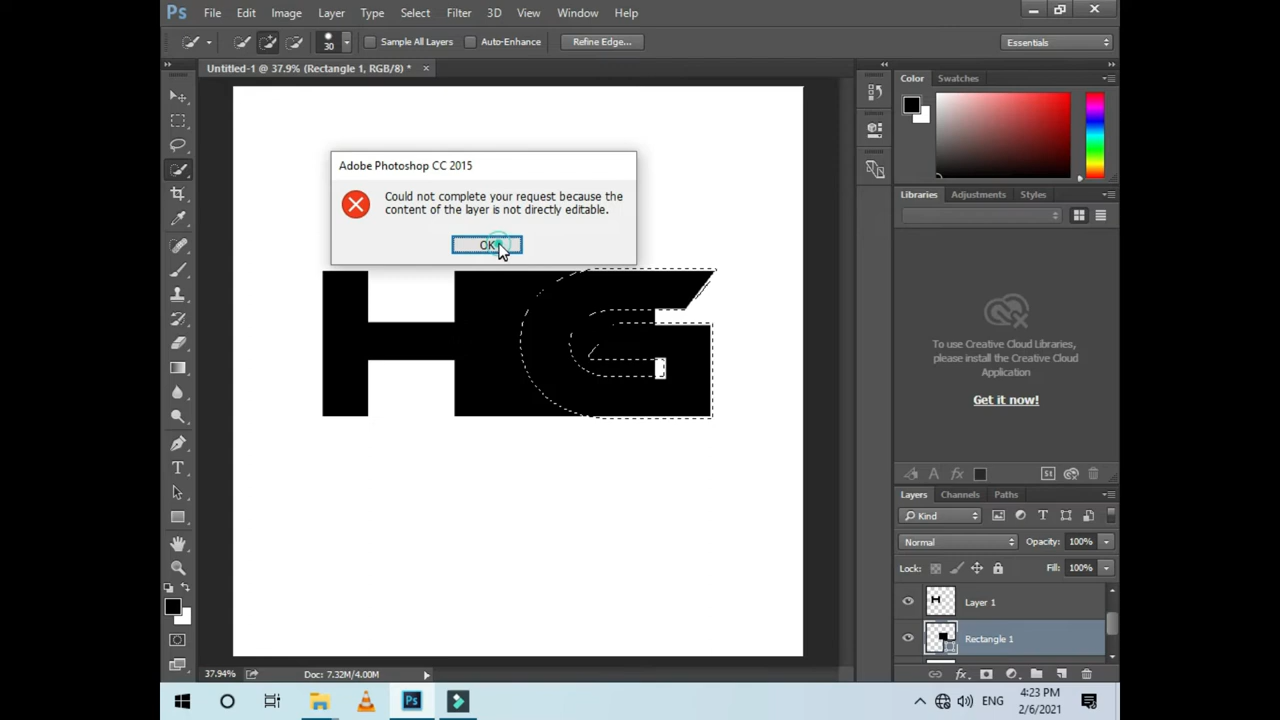 Ps File Edit Image Layer Type Select Filter 3D View Window Help
30 Sample All Layers Auto-Enhance Refine Edge... Essentials
Untitled-1 @ 37.9% (Rectangle 1, RGB/8) * ×
Color Swatches
Adobe Photoshop CC 2015
Could not complete your request because the
content of the layer is not directly editable.
OK
Libraries Adjustments Styles
HG
To use Creative Cloud Libraries,
please install the Creative Cloud
Application
Get it now!
Layers Channels Paths
Kind
Normal Opacity: 100%
Lock: Fill: 100%
Layer 1
Rectangle 1
37.94% Doc: 7.32M/4.00M
Ps ENG 4:23 PM
2/6/2021